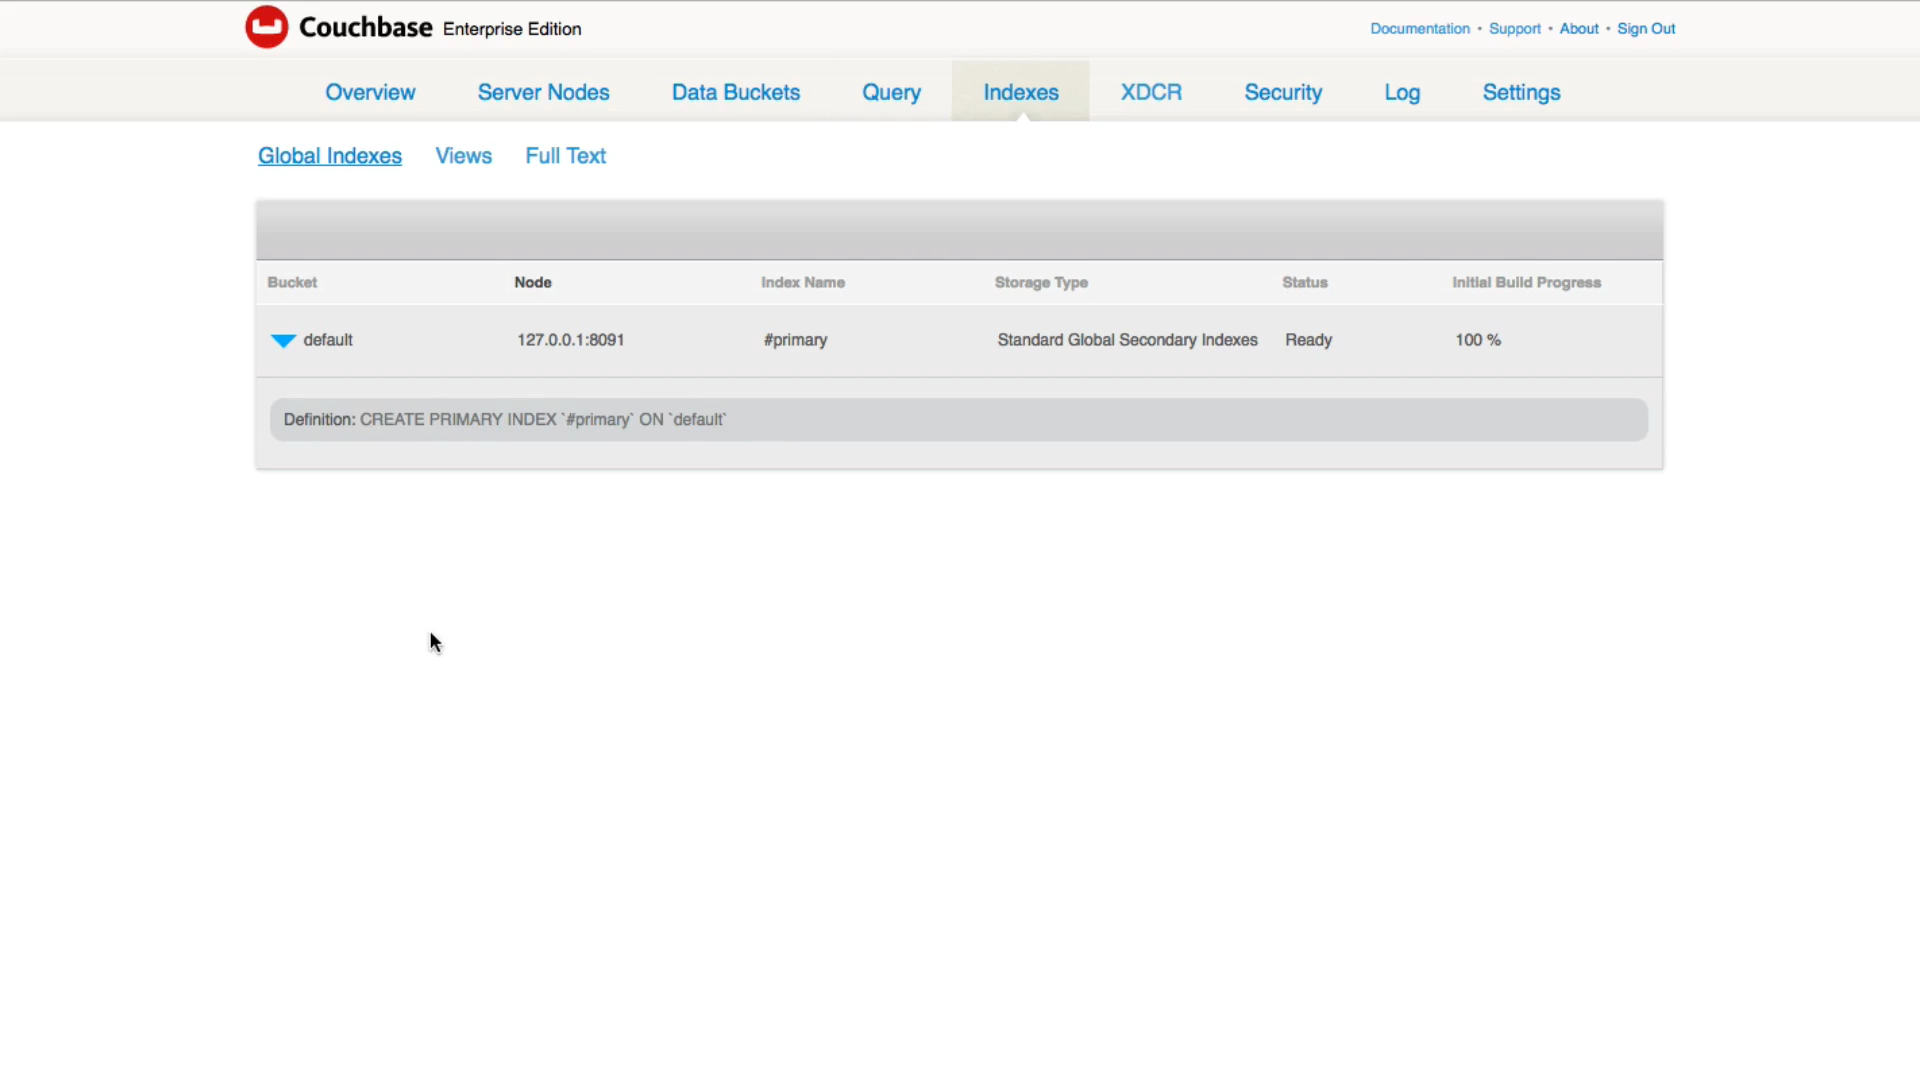 Couchbase Enterprise Edition
Documentation • Support • About • Sign Out
Overview Server Nodes Data Buckets Query Indexes XDCR Security Log Settings
Global Indexes Views Full Text
Bucket Node Index Name Storage Type Status Initial Build Progress
default 127.0.0.1:8091 #primary Standard Global Secondary Indexes Ready 100 %
Definition: CREATE PRIMARY INDEX `#primary` ON `default`